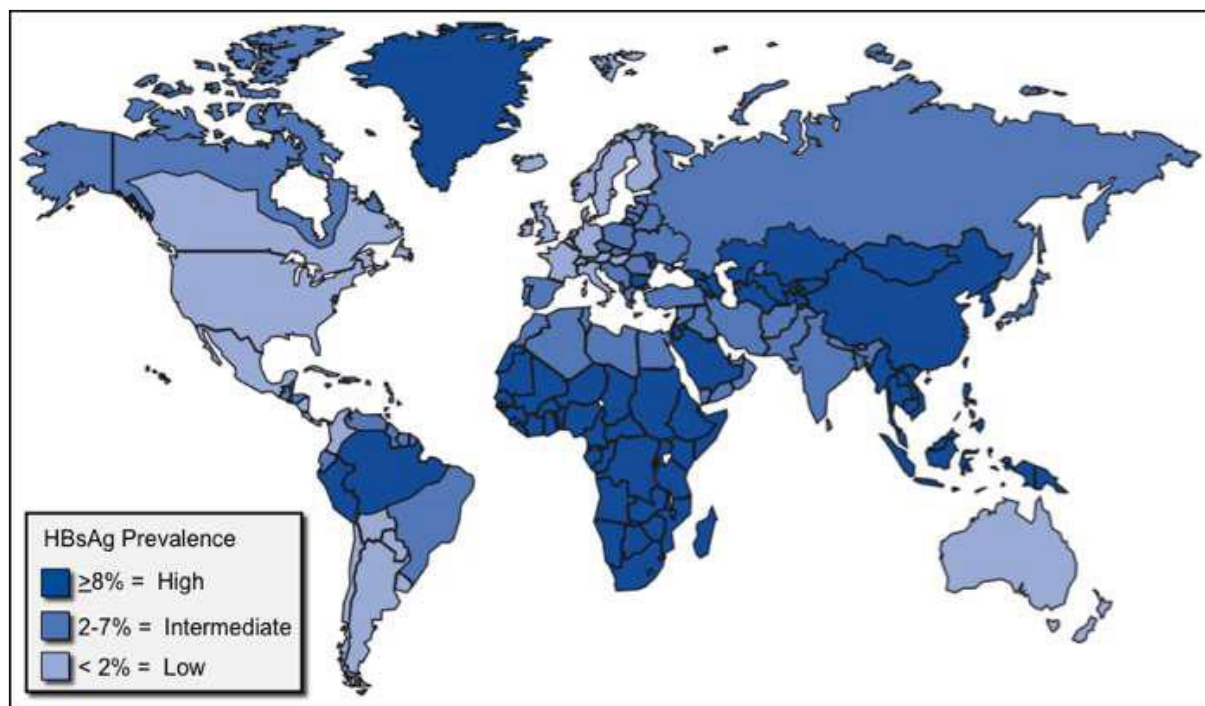 HBsAg Prevalence
≥8% = High
2-7% = Intermediate
< 2% = Low